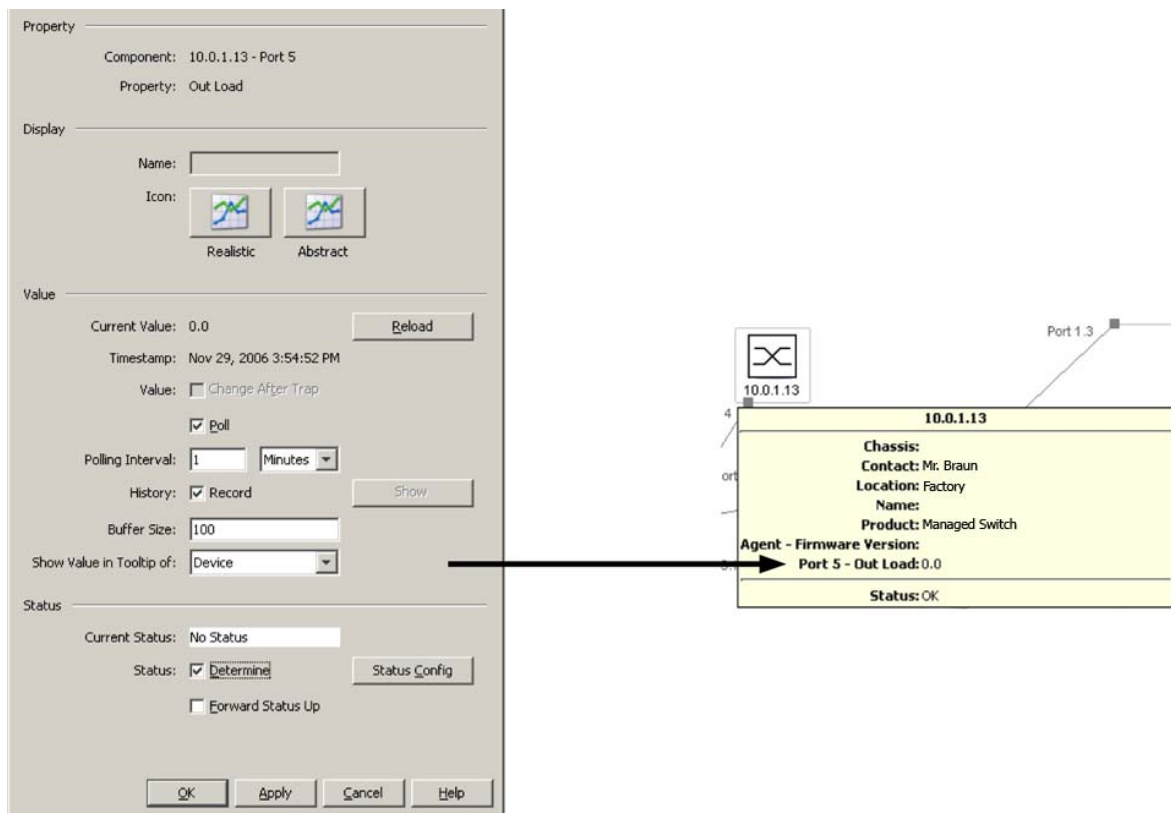 Property
Component: 10.0.1.13 - Port 5
Property: Out Load
Display
Name:
Icon:
Realistic Abstract
Value
Current Value: 0.0 Reload
Timestamp: Nov 29, 2006 3:54:52 PM
Value: Change After Trap
Poll
Polling Interval: 1 Minutes
History: Record Show
Buffer Size: 100
Show Value in Tooltip of: Device
Status
Current Status: No Status
Status: Determine Status Config
Forward Status Up
OK Apply Cancel Help
Port 1.3
10.0.1.13
4
10.0.1.13
Chassis:
Contact: Mr. Braun
Location: Factory
Name:
Product: Managed Switch
Agent - Firmware Version:
Port 5 - Out Load: 0.0
Status: OK